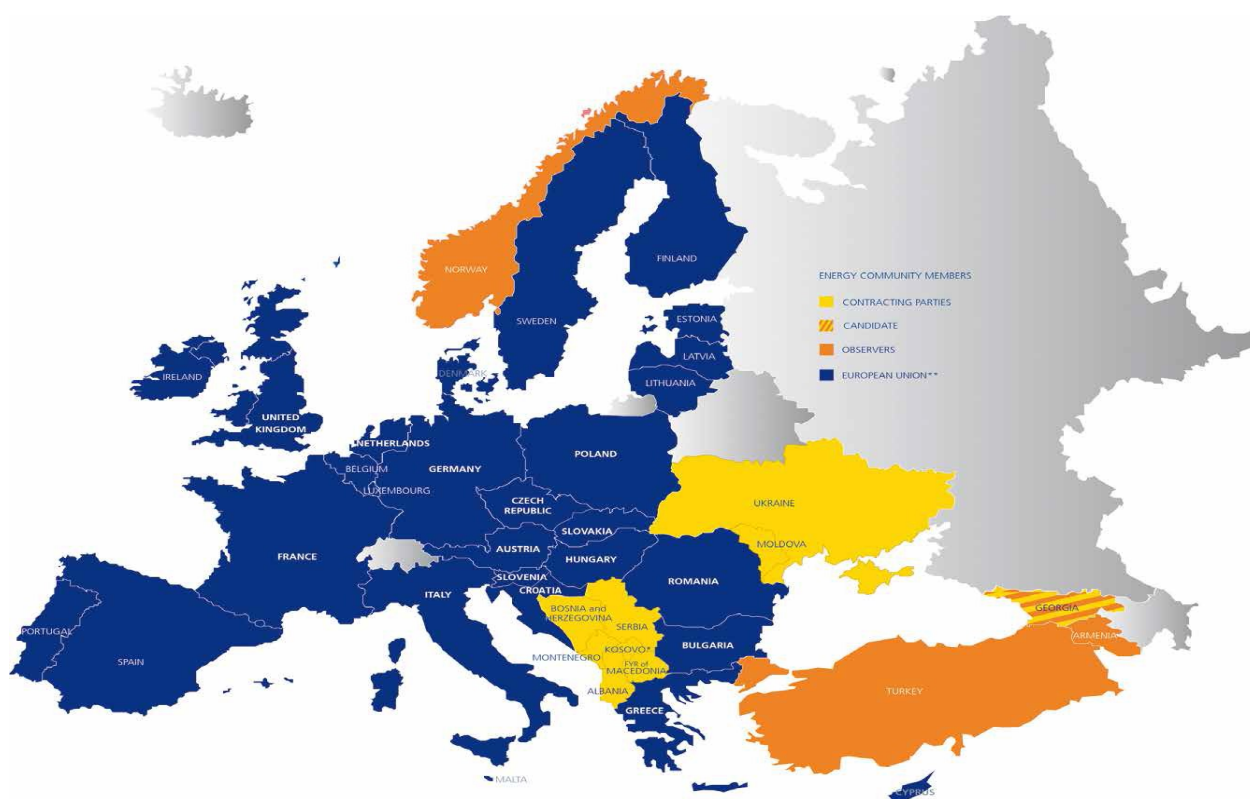 NORWAY
SWEDEN
FINLAND
ENERGY COMMUNITY MEMBERS
CONTRACTING PARTIES
CANDIDATE
OBSERVERS
EUROPEAN UNION**
ESTONIA
LATVIA
LITHUANIA
DENMARK
IRELAND
UNITED
KINGDOM
NETHERLANDS
BELGIUM
LUXEMBOURG
GERMANY
POLAND
CZECH
REPUBLIC
SLOVAKIA
UKRAINE
MOLDOVA
FRANCE
AUSTRIA
HUNGARY
SLOVENIA
CROATIA
ITALY
ROMANIA
BOSNIA and
HERZEGOVINA
SERBIA
KOSOVO*
MONTENEGRO
FYR of
MACEDONIA
ALBANIA
BULGARIA
GREECE
GEORGIA
ARMENIA
TURKEY
PORTUGAL
SPAIN
MALTA
CYPRUS